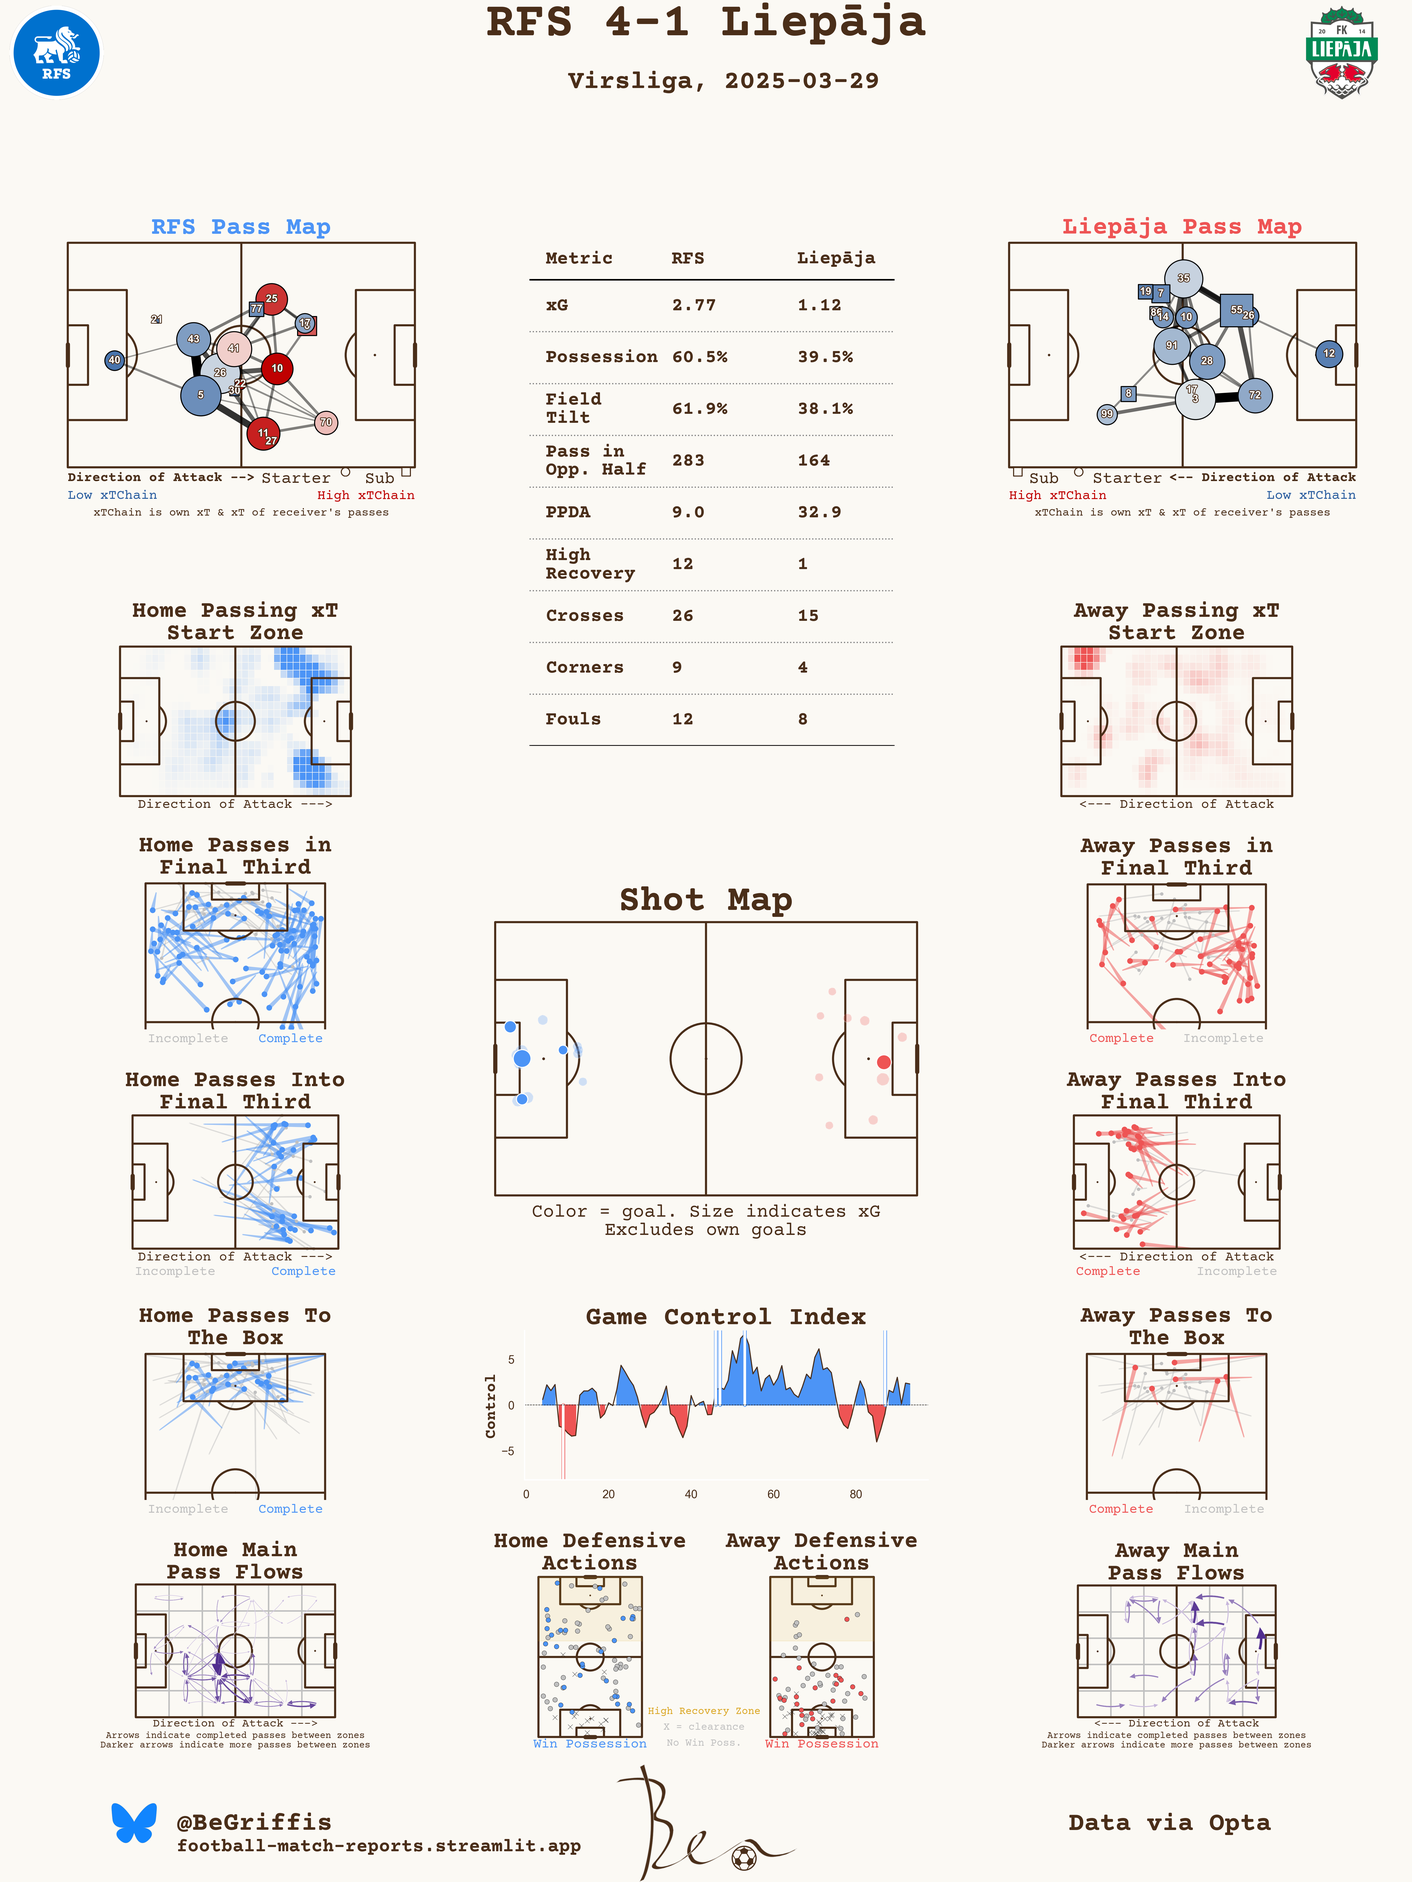 RFS 4-1 Liepāja
Virsliga, 2025-03-29
RFS
20 FK 14
LIEPĀJA
RFS Pass Map
25
77
17
21
43
41
40
26
10
22
30
5
70
11
27
Direction of Attack --> Starter Sub
Low xTChain High xTChain
xTChain is own xT & xT of receiver's passes
Metric RFS Liepāja
xG 2.77 1.12
Possession 60.5% 39.5%
Field
Tilt 61.9% 38.1%
Pass in
Opp. Half 283 164
PPDA 9.0 32.9
High
Recovery 12 1
Crosses 26 15
Corners 9 4
Fouls 12 8
Liepāja Pass Map
35
19 7
55
26
14
10
91
28
12
8
17
3
72
99
Sub Starter <-- Direction of Attack
High xTChain Low xTChain
xTChain is own xT & xT of receiver's passes
Home Passing xT
Start Zone
Direction of Attack --->
Away Passing xT
Start Zone
<--- Direction of Attack
Home Passes in
Final Third
Incomplete Complete
Away Passes in
Final Third
Complete Incomplete
Shot Map
Color = goal. Size indicates xG
Excludes own goals
Home Passes Into
Final Third
Direction of Attack --->
Incomplete Complete
Away Passes Into
Final Third
<--- Direction of Attack
Complete Incomplete
Home Passes To
The Box
Incomplete Complete
Game Control Index
Control
5
0
−5
0 20 40 60 80
Away Passes To
The Box
Complete Incomplete
Home Main
Pass Flows
Direction of Attack --->
Arrows indicate completed passes between zones
Darker arrows indicate more passes between zones
Home Defensive
Actions
Win Possession
High Recovery Zone
X = clearance
No Win Poss.
Away Defensive
Actions
Win Possession
Away Main
Pass Flows
<--- Direction of Attack
Arrows indicate completed passes between zones
Darker arrows indicate more passes between zones
@BeGriffis
football-match-reports.streamlit.app
Ben
Data via Opta